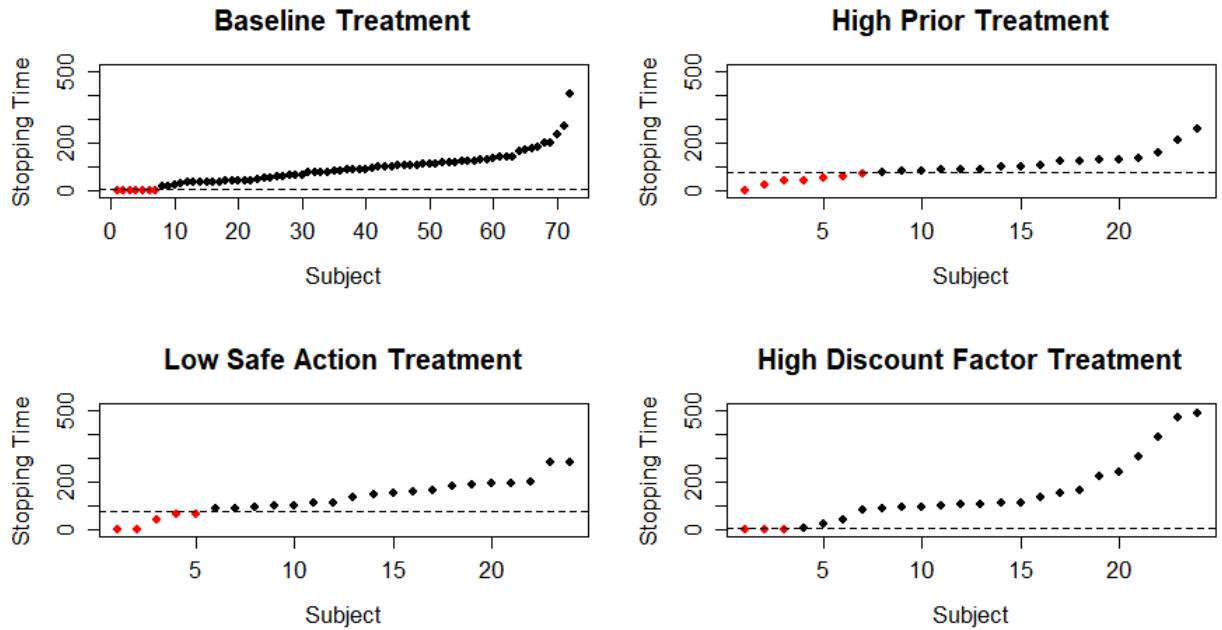 Baseline Treatment
Stopping Time
0 200 500
0 10 20 30 40 50 60 70
Subject
High Prior Treatment
Stopping Time
0 200 500
5 10 15 20
Subject
Low Safe Action Treatment
Stopping Time
0 200 500
5 10 15 20
Subject
High Discount Factor Treatment
Stopping Time
0 200 500
5 10 15 20
Subject